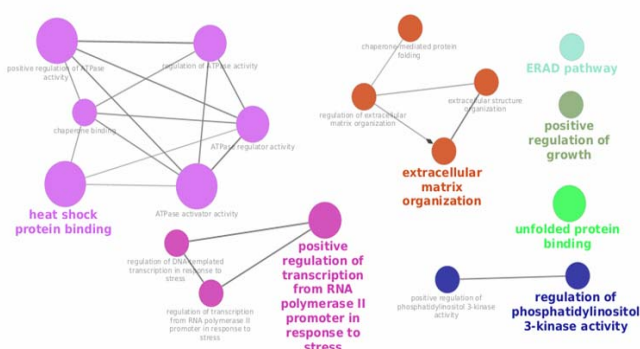 positive regulation of ATPase
activity
regulation of ATPase activity
chaperone binding
ATPase regulator activity
heat shock
protein binding
ATPase activator activity
chaperone-mediated protein
folding
regulation of extracellular
matrix organization
extracellular structure
organization
extracellular
matrix
organization
ERAD pathway
positive
regulation of
growth
unfolded protein
binding
regulation of DNA-templated
transcription in response to
stress
regulation of transcription
from RNA polymerase II
promoter in response to
stress
positive
regulation of
transcription
from RNA
polymerase II
promoter in
response to
stress
positive regulation of
phosphatidylinositol 3-kinase
activity
regulation of
phosphatidylinositol
3-kinase activity